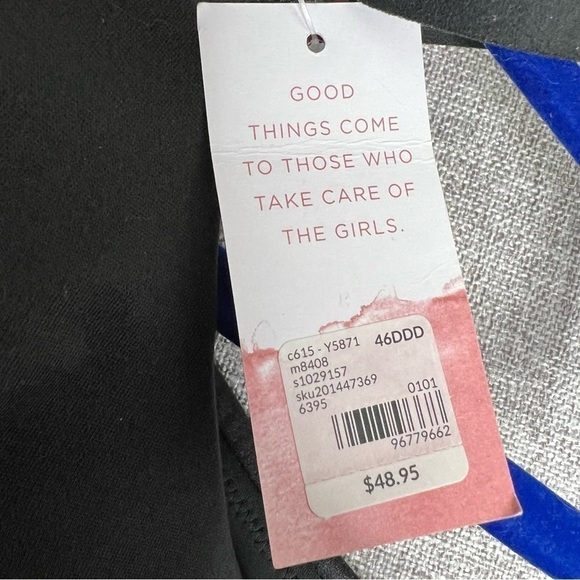 GOOD
THINGS COME
TO THOSE WHO
TAKE CARE OF
THE GIRLS.
c615 - Y5871 46DDD
m8408
s1029157
sku201447369
6395 0101
96779662
$48.95